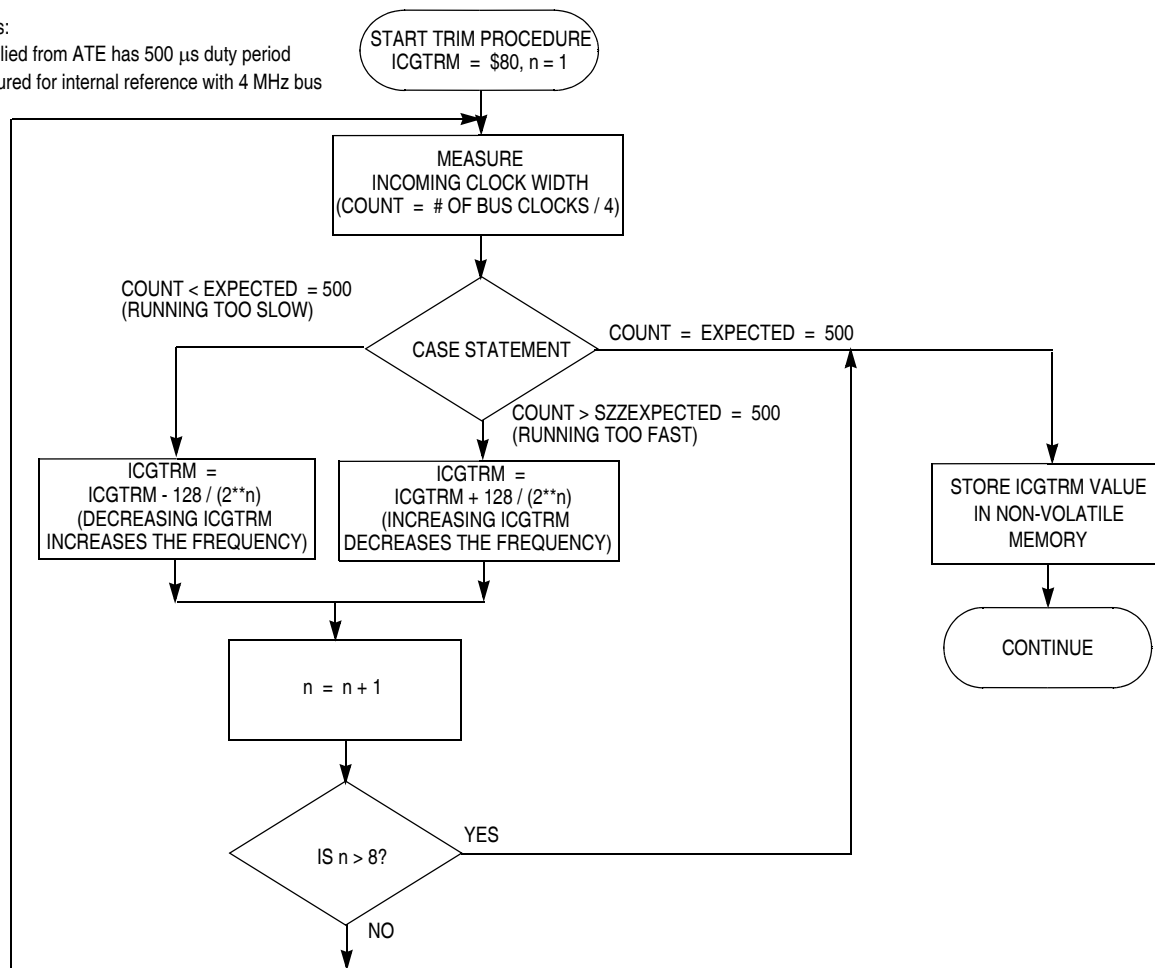 s:
lied from ATE has 500 µs duty period
ured for internal reference with 4 MHz bus
START TRIM PROCEDURE
ICGTRM = $80, n = 1
MEASURE
INCOMING CLOCK WIDTH
(COUNT = # OF BUS CLOCKS / 4)
COUNT < EXPECTED = 500
(RUNNING TOO SLOW)
CASE STATEMENT
COUNT = EXPECTED = 500
COUNT > SZZEXPECTED = 500
(RUNNING TOO FAST)
ICGTRM =
ICGTRM - 128 / (2**n)
(DECREASING ICGTRM
INCREASES THE FREQUENCY)
ICGTRM =
ICGTRM + 128 / (2**n)
(INCREASING ICGTRM
DECREASES THE FREQUENCY)
STORE ICGTRM VALUE
IN NON-VOLATILE
MEMORY
CONTINUE
n = n + 1
IS n > 8?
YES
NO